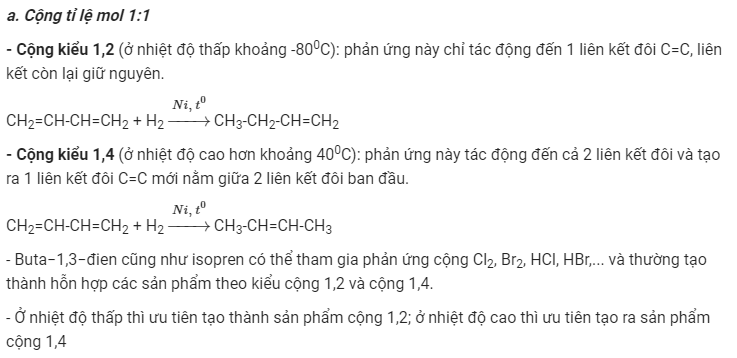 a. Cộng tỉ lệ mol 1:1
- Cộng kiểu 1,2 (ở nhiệt độ thấp khoảng -80⁰C): phản ứng này chỉ tác động đến 1 liên kết đôi C=C, liên
kết còn lại giữ nguyên.
CH₂=CH-CH=CH₂ + H₂ \xrightarrow{Ni, t⁰} CH₃-CH₂-CH=CH₂
- Cộng kiểu 1,4 (ở nhiệt độ cao hơn khoảng 40⁰C): phản ứng này tác động đến cả 2 liên kết đôi và tạo
ra 1 liên kết đôi C=C mới nằm giữa 2 liên kết đôi ban đầu.
CH₂=CH-CH=CH₂ + H₂ \xrightarrow{Ni, t⁰} CH₃-CH=CH-CH₃
- Buta–1,3–đien cũng như isopren có thể tham gia phản ứng cộng Cl₂, Br₂, HCl, HBr,... và thường tạo
thành hỗn hợp các sản phẩm theo kiểu cộng 1,2 và cộng 1,4.
- Ở nhiệt độ thấp thì ưu tiên tạo thành sản phẩm cộng 1,2; ở nhiệt độ cao thì ưu tiên tạo ra sản phẩm
cộng 1,4